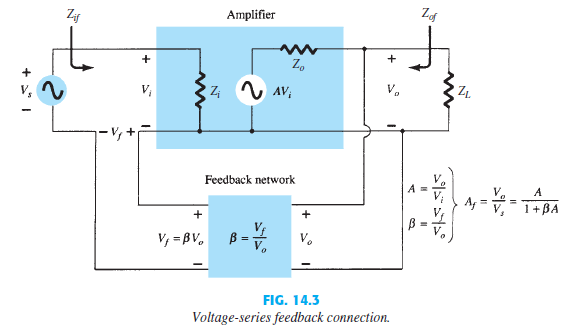 Z_if
Amplifier
Z_of
+
V_s
−
+
V_i
−
Z_i
Z_o
AV_i
+
V_o
−
Z_L
− V_f +
Feedback network
+
V_f = βV_o
−
β = V_f / V_o
+
V_o
−
A = V_o / V_i
β = V_f / V_o
A_f = V_o / V_s = A / (1 + βA)
FIG. 14.3
Voltage-series feedback connection.